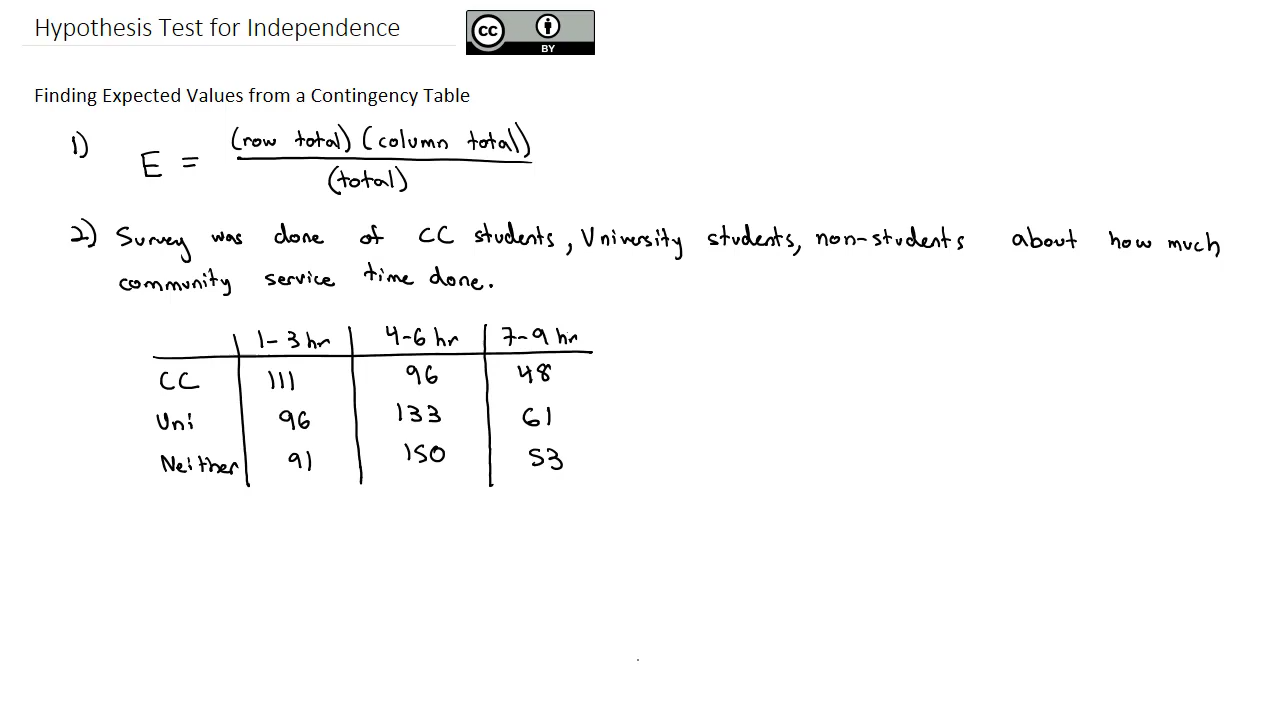 Hypothesis Test for Independence
cc
BY
Finding Expected Values from a Contingency Table
1) E = (row total)(column total)
(total)
2) Survey was done of CC students, University students, non-students about how much
community service time done.
1-3 hr 4-6 hr 7-9 hr
CC 111 96 48
Uni 96 133 61
Neither 91 150 53